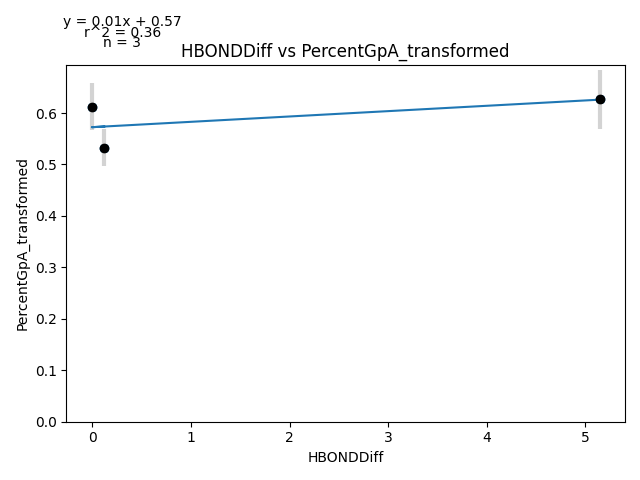 y = 0.01x + 0.57
r^2 = 0.36
n = 3
HBONDDiff vs PercentGpA_transformed
PercentGpA_transformed
0.6
0.5
0.4
0.3
0.2
0.1
0.0
0 1 2 3 4 5
HBONDDiff